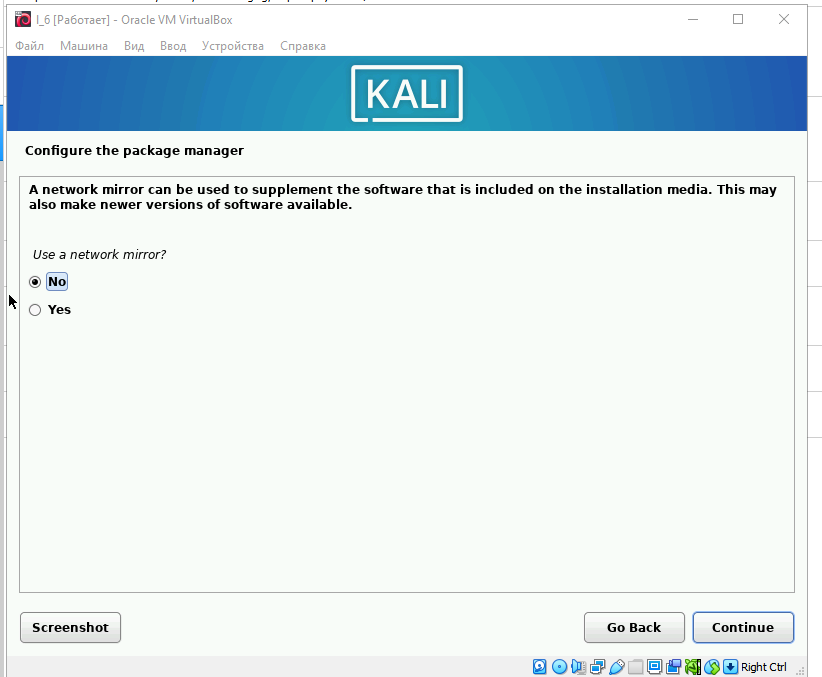 l_6 [Работает] - Oracle VM VirtualBox
Файл Машина Вид Ввод Устройства Справка
KALI
Configure the package manager
A network mirror can be used to supplement the software that is included on the installation media. This may
also make newer versions of software available.
Use a network mirror?
No
Yes
Screenshot Go Back Continue
Right Ctrl